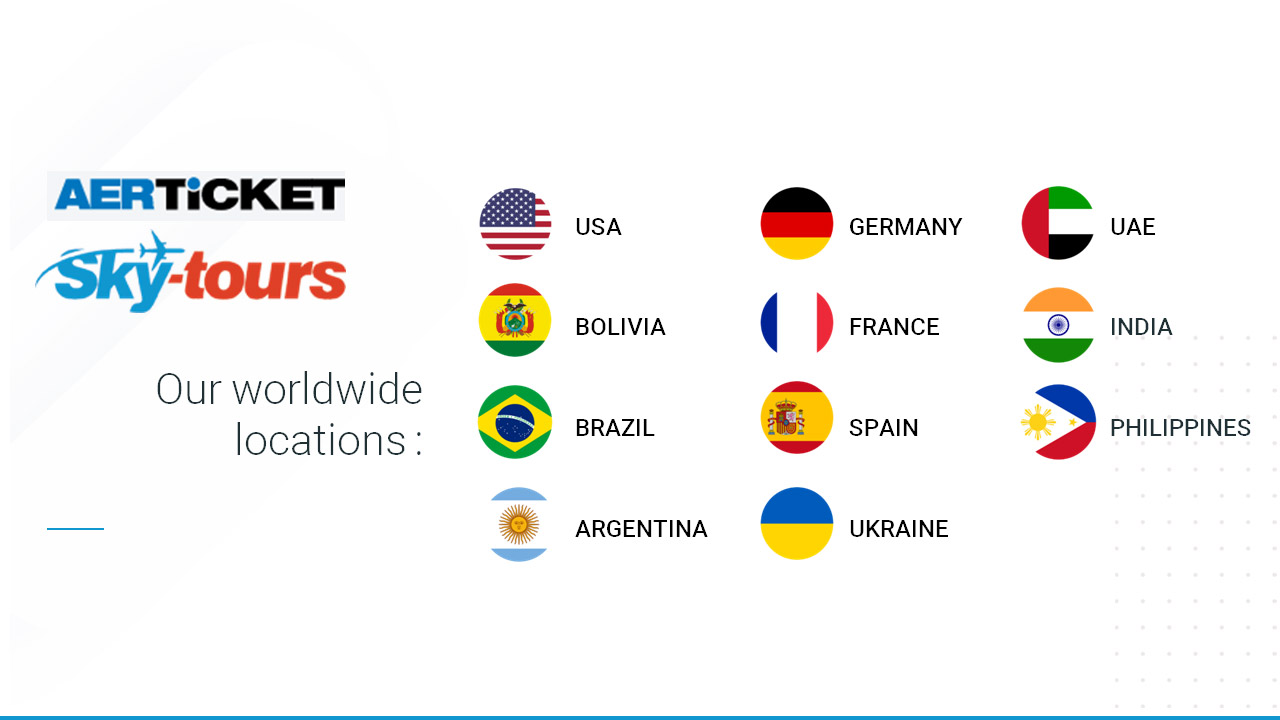 AERTiCKET
Sky-tours
Our worldwide
locations :
USA
BOLIVIA
BRAZIL
ARGENTINA
GERMANY
FRANCE
SPAIN
UKRAINE
UAE
INDIA
PHILIPPINES